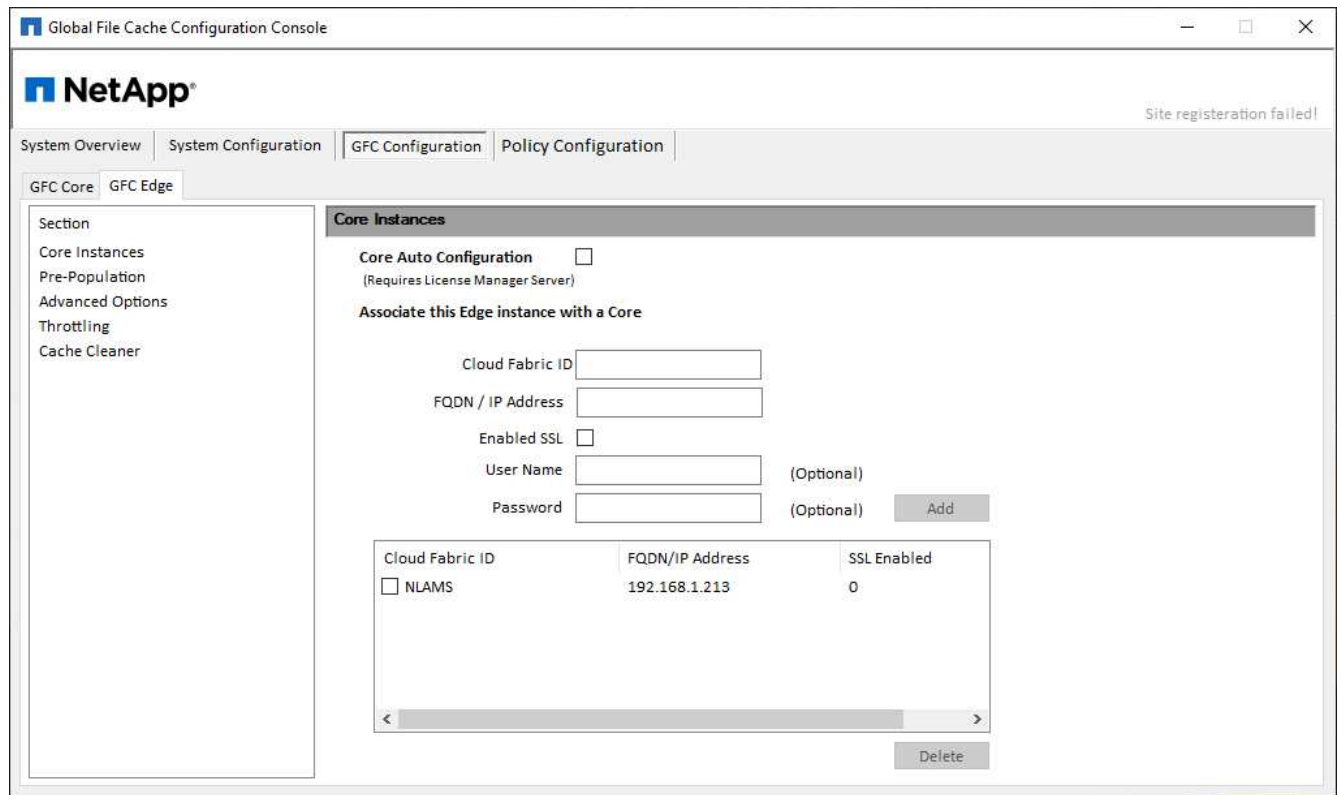 Global File Cache Configuration Console
NetApp®
Site registeration failed!
System Overview System Configuration GFC Configuration Policy Configuration
GFC Core GFC Edge
Section
Core Instances
Pre-Population
Advanced Options
Throttling
Cache Cleaner
Core Instances
Core Auto Configuration
(Requires License Manager Server)
Associate this Edge instance with a Core
Cloud Fabric ID
FQDN / IP Address
Enabled SSL
User Name (Optional)
Password (Optional) Add
Cloud Fabric ID FQDN/IP Address SSL Enabled
NLAMS 192.168.1.213 0
Delete